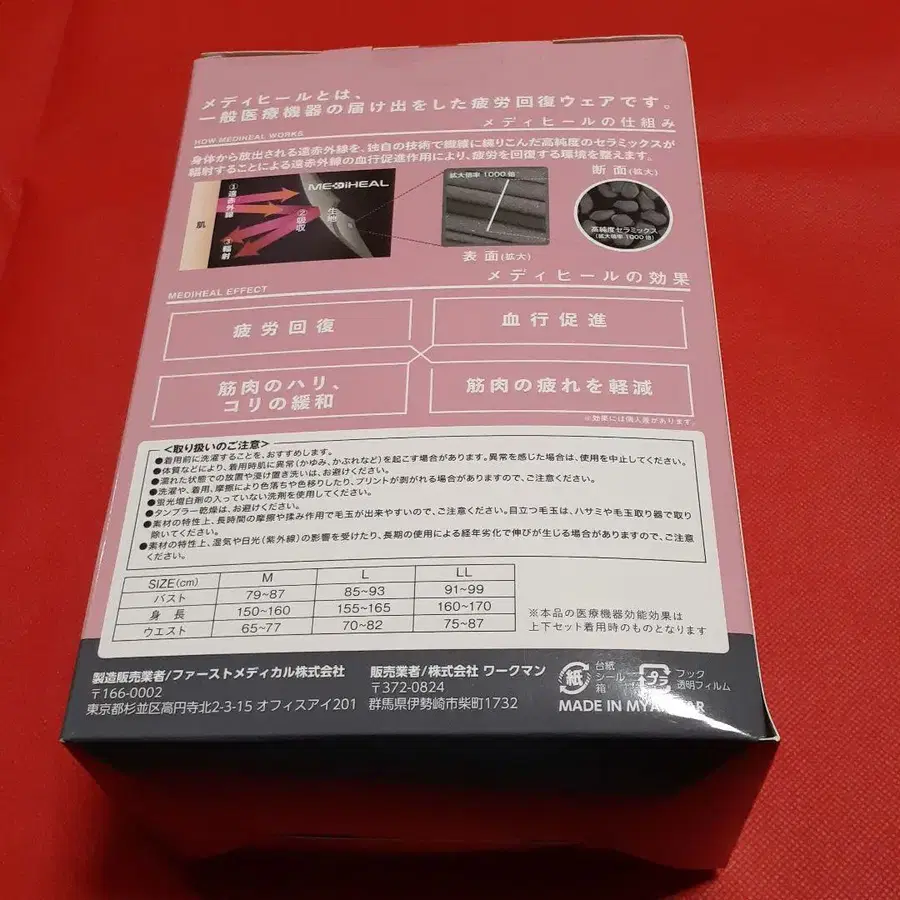 メディヒールとは、
一般医療機器の届け出をした疲労回復ウェアです。
HOW MEDIHEAL WORKS
メディヒールの仕組み
身体から放出される遠赤外線を、独自の技術で繊維に練りこんだ高純度のセラミックスが
輻射することによる遠赤外線の血行促進作用により、疲労を回復する環境を整えます。
肌
①遠赤外線
②吸収
③輻射
生地
MEDIHEAL
拡大倍率1000倍
表面(拡大)
断面(拡大)
高純度セラミックス
(拡大倍率1000倍)
MEDIHEAL EFFECT
メディヒールの効果
疲労回復
血行促進
筋肉のハリ、
コリの緩和
筋肉の疲れを軽減
※効果には個人差があります。
<取り扱いのご注意>
●着用前に洗濯することを、おすすめします。
●体質などにより、着用時肌に異常(かゆみ、かぶれなど)を起こす場合があります。異常を感じた場合は、使用を中止してください。
●濡れた状態での放置や浸け置き洗いは、お避けください。
●洗濯や、着用、摩擦により色落ちや色移りしたり、プリントが剥がれる場合がありますので、ご注意ください。
●蛍光増白剤の入っていない洗剤を使用してください。
●タンブラー乾燥は、お避けください。
●素材の特性上、長時間の摩擦や揉み作用で毛玉が出来やすいので、ご注意ください。目立つ毛玉は、ハサミや毛玉取り器で取り
除いてください。
●素材の特性上、湿気や日光(紫外線)の影響を受けたり、長期の使用による経年劣化で伸びが生じる場合がありますので、ご注意
ください。
SIZE(cm) M L LL
バスト 79~87 85~93 91~99
身長 150~160 155~165 160~170
ウエスト 65~77 70~82 75~87
※本品の医療機器効能効果は
上下セット着用時のものとなります
製造販売業者/ファーストメディカル株式会社
〒166-0002
東京都杉並区高円寺北2-3-15 オフィスアイ201
販売業者/株式会社 ワークマン
〒372-0824
群馬県伊勢崎市柴町1732
紙
台紙
シール
箱
プラ
フック
透明フィルム
MADE IN MYANMAR